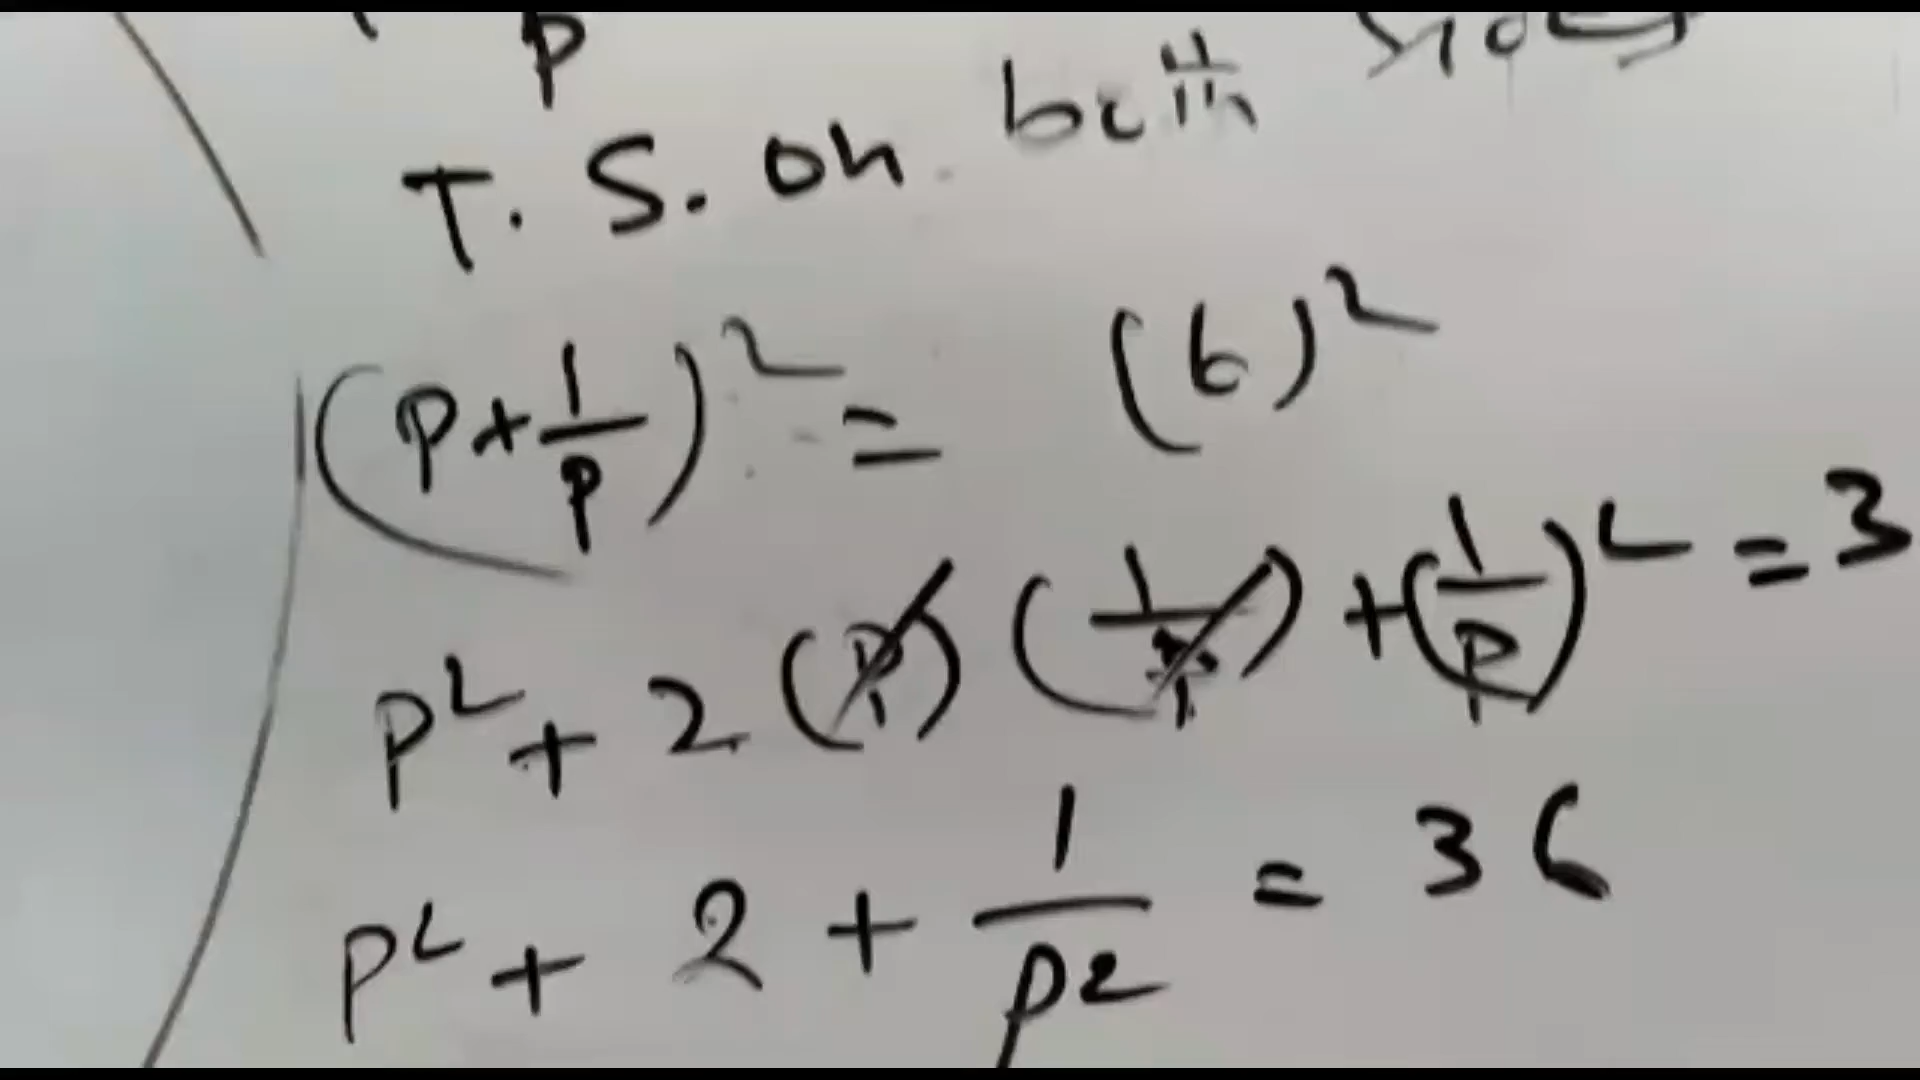 p
T. S. on both sides
(p+1/p)² = (6)²
p² + 2(p)(1/p) + (1/p)² = 3
p² + 2 + 1/p² = 36